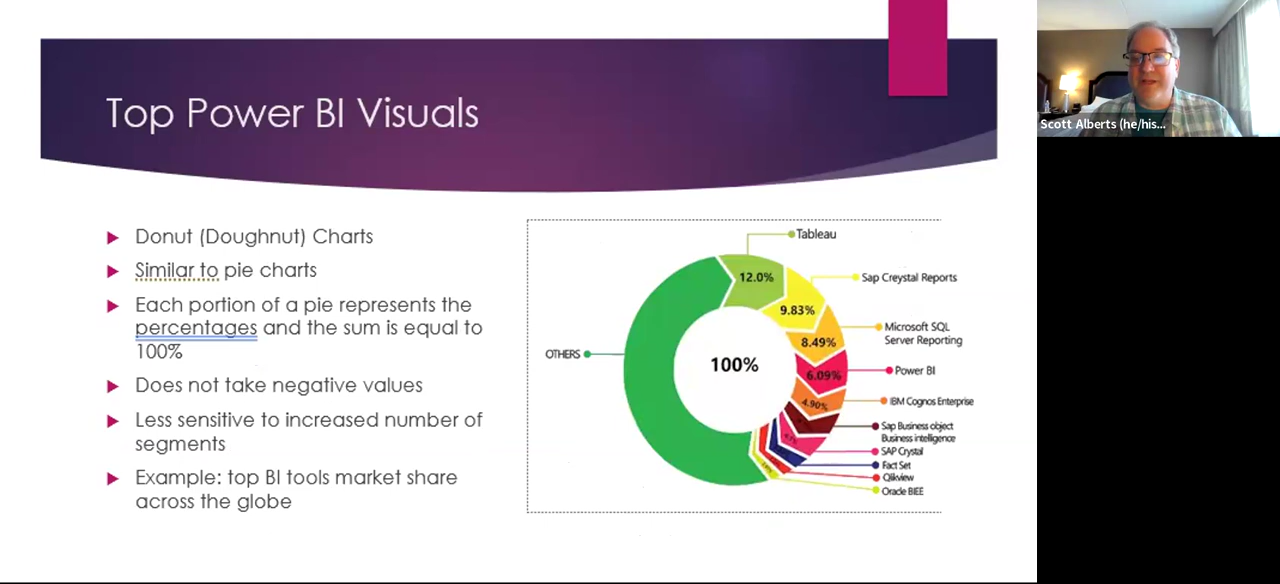 Top Power BI Visuals
Scott Alberts (he/his...
Donut (Doughnut) Charts
Similar to pie charts
Each portion of a pie represents the
percentages and the sum is equal to
100%
Does not take negative values
Less sensitive to increased number of
segments
Example: top BI tools market share
across the globe
Tableau
12.0%
Sap Creystal Reports
9.83%
Microsoft SQL
Server Reporting
8.49%
OTHERS
100%
Power BI
6.09%
IBM Cognos Enterprise
4.90%
Sap Business object
Business intelligence
SAP Crystal
Fact Set
Qlikview
Oracle BIEE